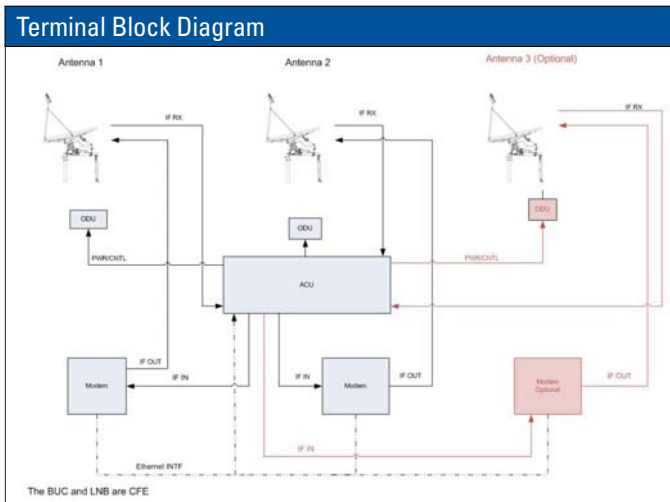 Terminal Block Diagram
Antenna 1
Antenna 2
Antenna 3 (Optional)
IF RX
IF RX
IF RX
ODU
ODU
ODU
PWR/CNTL
PWR/CNTL
ACU
IF OUT
IF IN
IF IN
IF OUT
IF OUT
Modem
Modem
Modem
Optional
IF IN
Ethernet INTF
The BUC and LNB are CFE